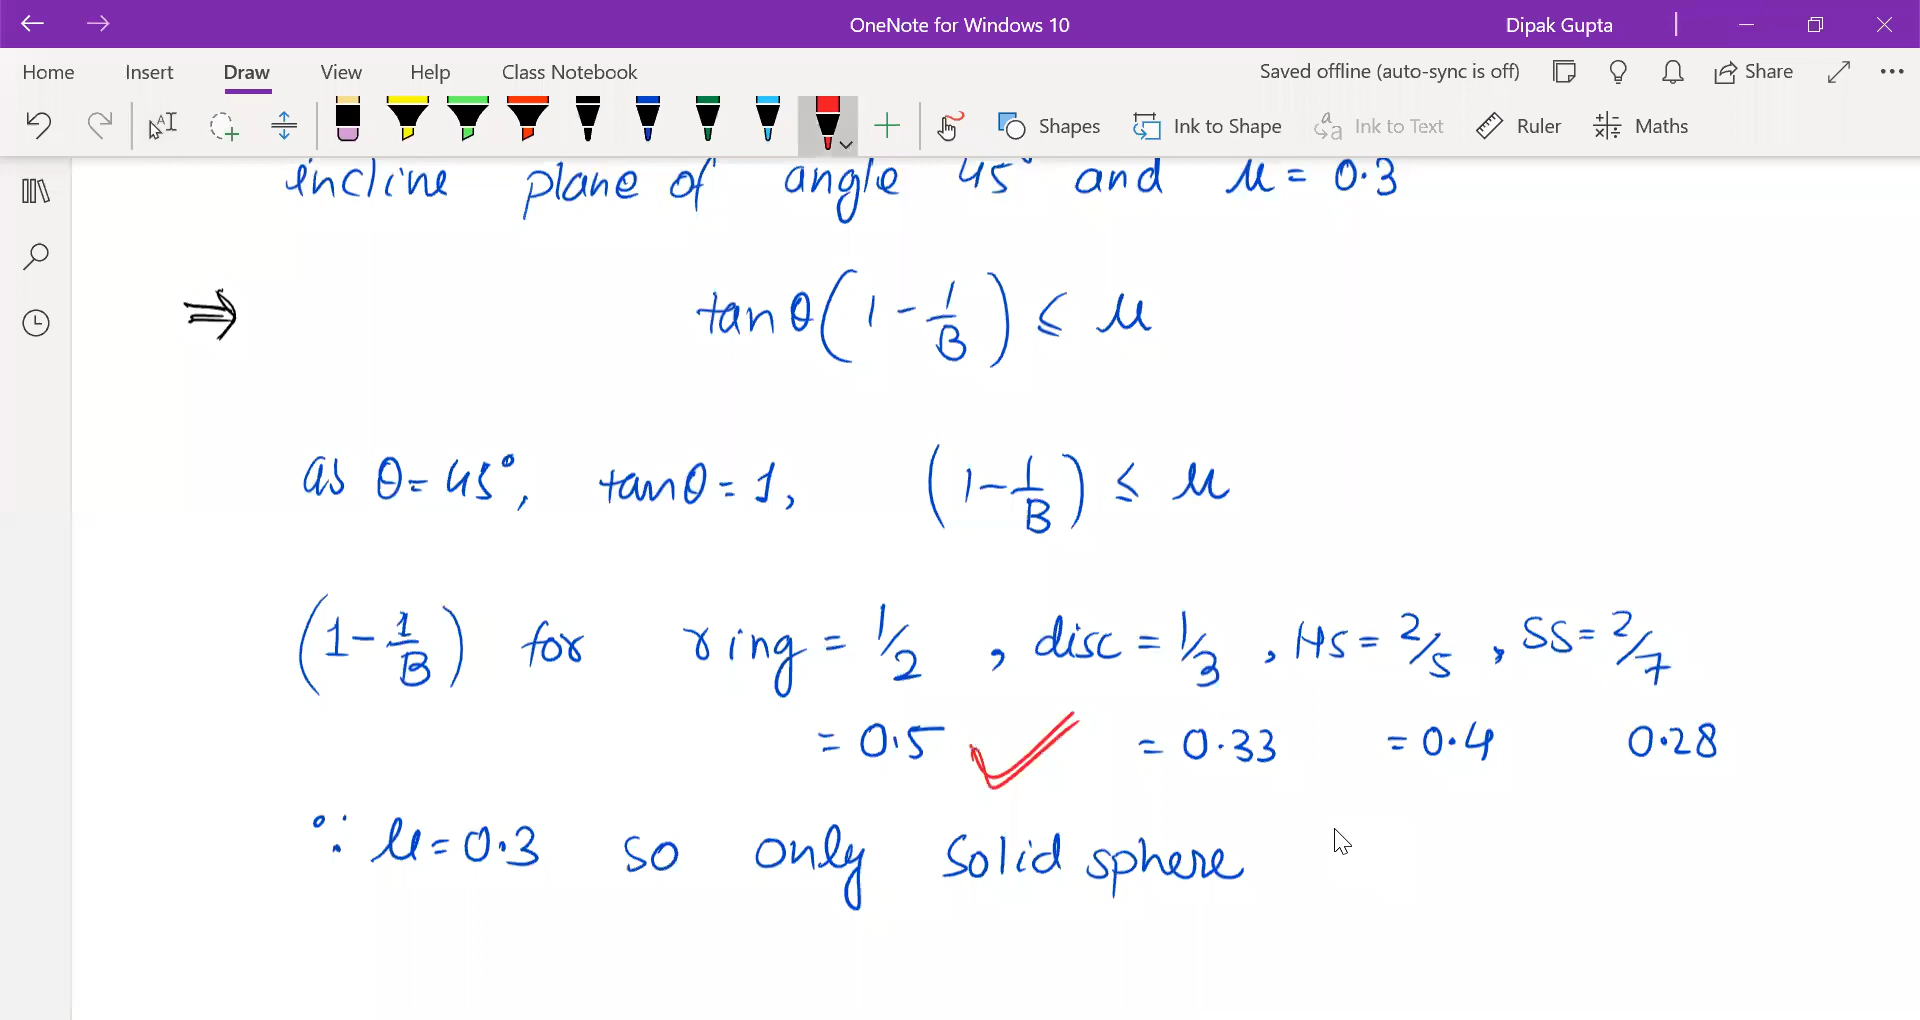 OneNote for Windows 10
Dipak Gupta
Home Insert Draw View Help Class Notebook
Saved offline (auto-sync is off) Share
Shapes Ink to Shape Ink to Text Ruler Maths
incline plane of angle 45° and μ = 0.3
⇒ tan θ (1 - 1/B) ≤ μ
as θ = 45°, tan θ = 1, (1 - 1/B) ≤ μ
(1 - 1/B) for ring = 1/2 , disc = 1/3 , HS = 2/5 , SS = 2/7
= 0.5 = 0.33 = 0.4 0.28
∵ μ = 0.3 so only solid sphere